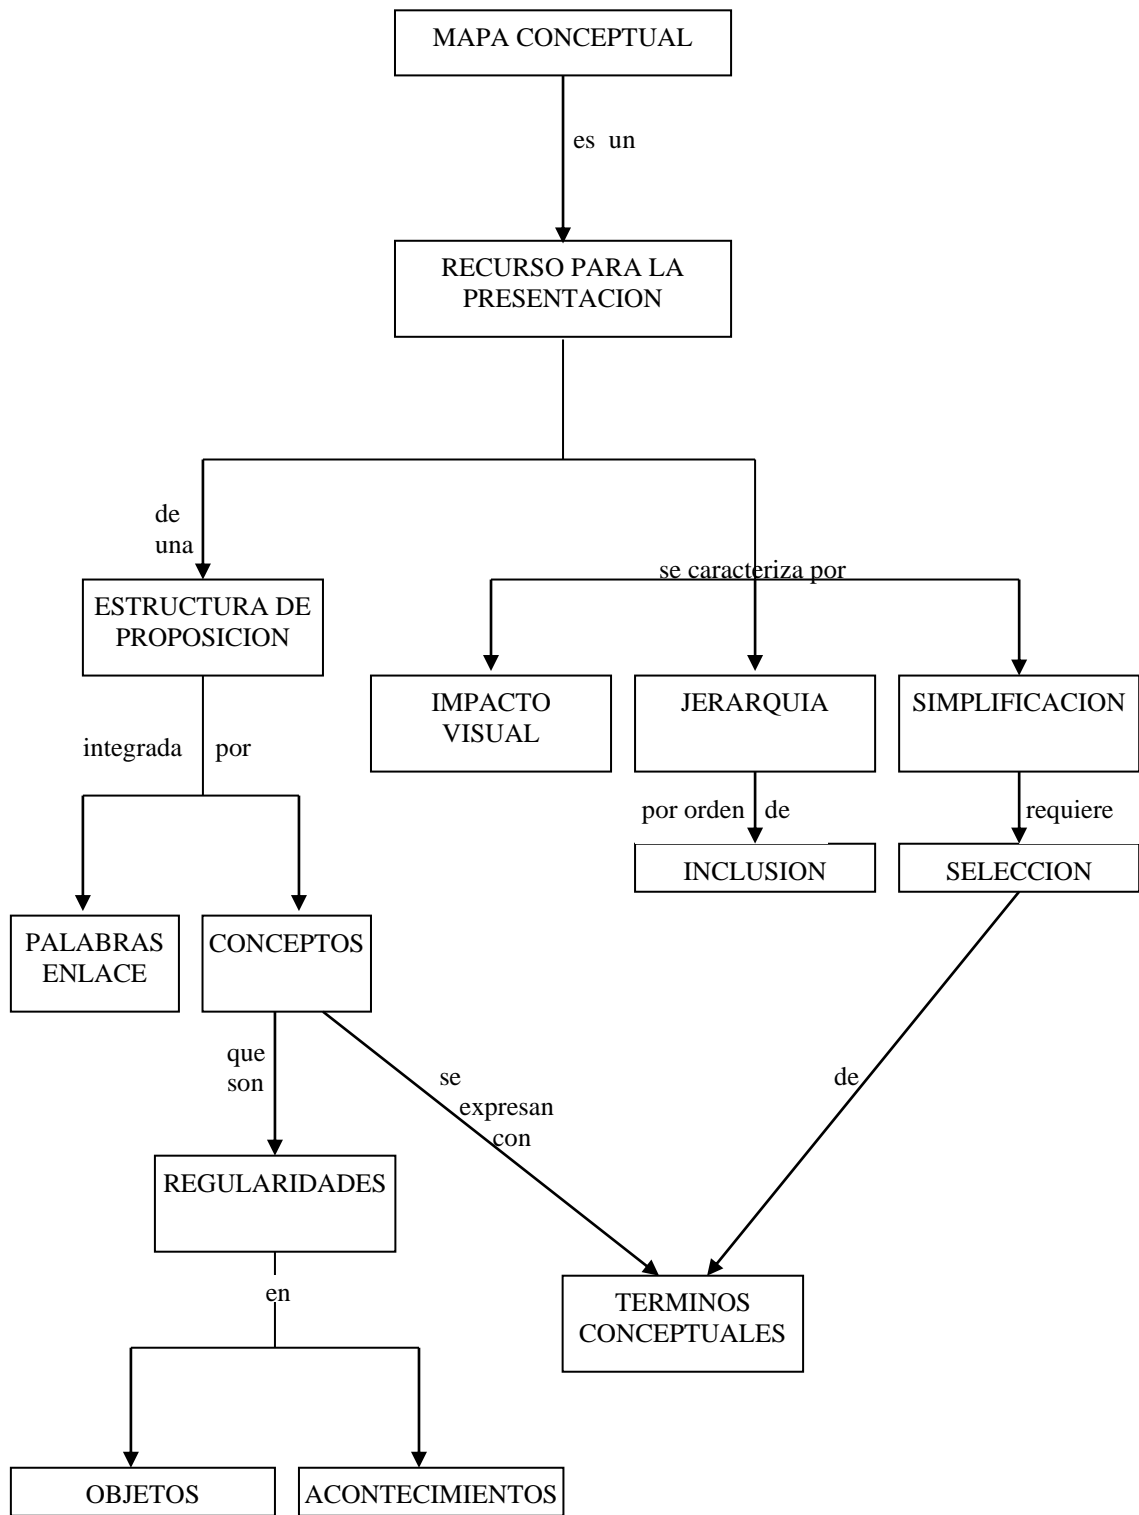 MAPA CONCEPTUAL
es un
RECURSO PARA LA
PRESENTACION
de
una
se caracteriza por
ESTRUCTURA DE
PROPOSICION
IMPACTO
VISUAL
JERARQUIA
SIMPLIFICACION
integrada por
por orden de
requiere
INCLUSION
SELECCION
PALABRAS
ENLACE
CONCEPTOS
que
son
se
expresan
con
de
REGULARIDADES
en
TERMINOS
CONCEPTUALES
OBJETOS
ACONTECIMIENTOS